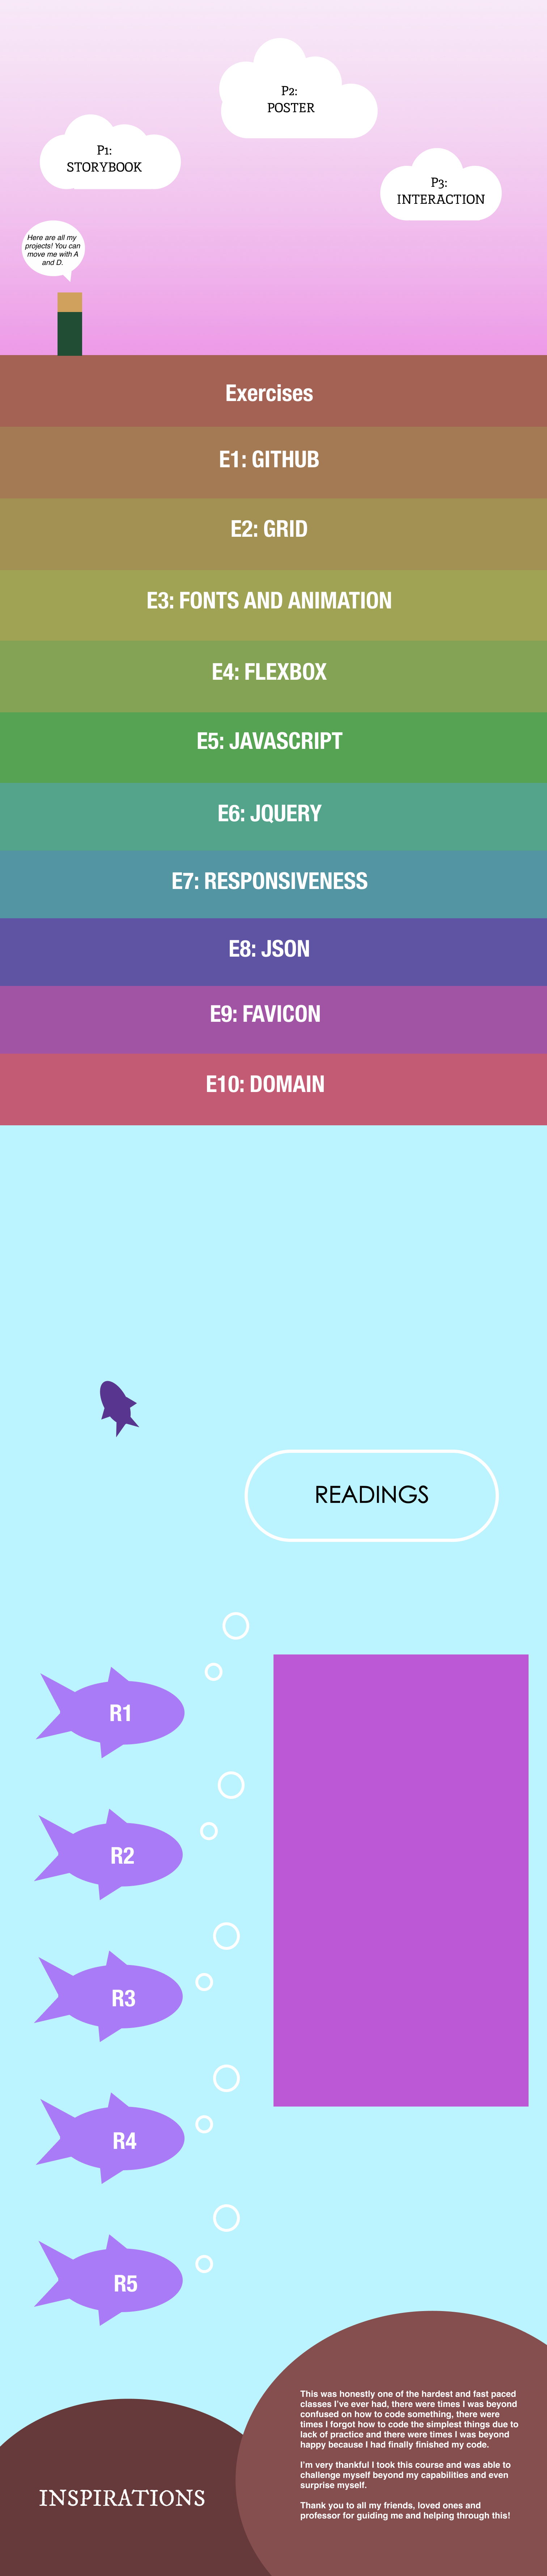 P2:
POSTER
P1:
STORYBOOK
P3:
INTERACTION
Here are all my
projects! You can
move me with A
and D.
Exercises
E1: GITHUB
E2: GRID
E3: FONTS AND ANIMATION
E4: FLEXBOX
E5: JAVASCRIPT
E6: JQUERY
E7: RESPONSIVENESS
E8: JSON
E9: FAVICON
E10: DOMAIN
READINGS
R1
R2
R3
R4
R5
This was honestly one of the hardest and fast paced
classes I've ever had, there were times I was beyond
confused on how to code something, there were
times I forgot how to code the simplest things due to
lack of practice and there were times I was beyond
happy because I had finally finished my code.
I'm very thankful I took this course and was able to
challenge myself beyond my capabilities and even
surprise myself.
Thank you to all my friends, loved ones and
professor for guiding me and helping through this!
INSPIRATIONS